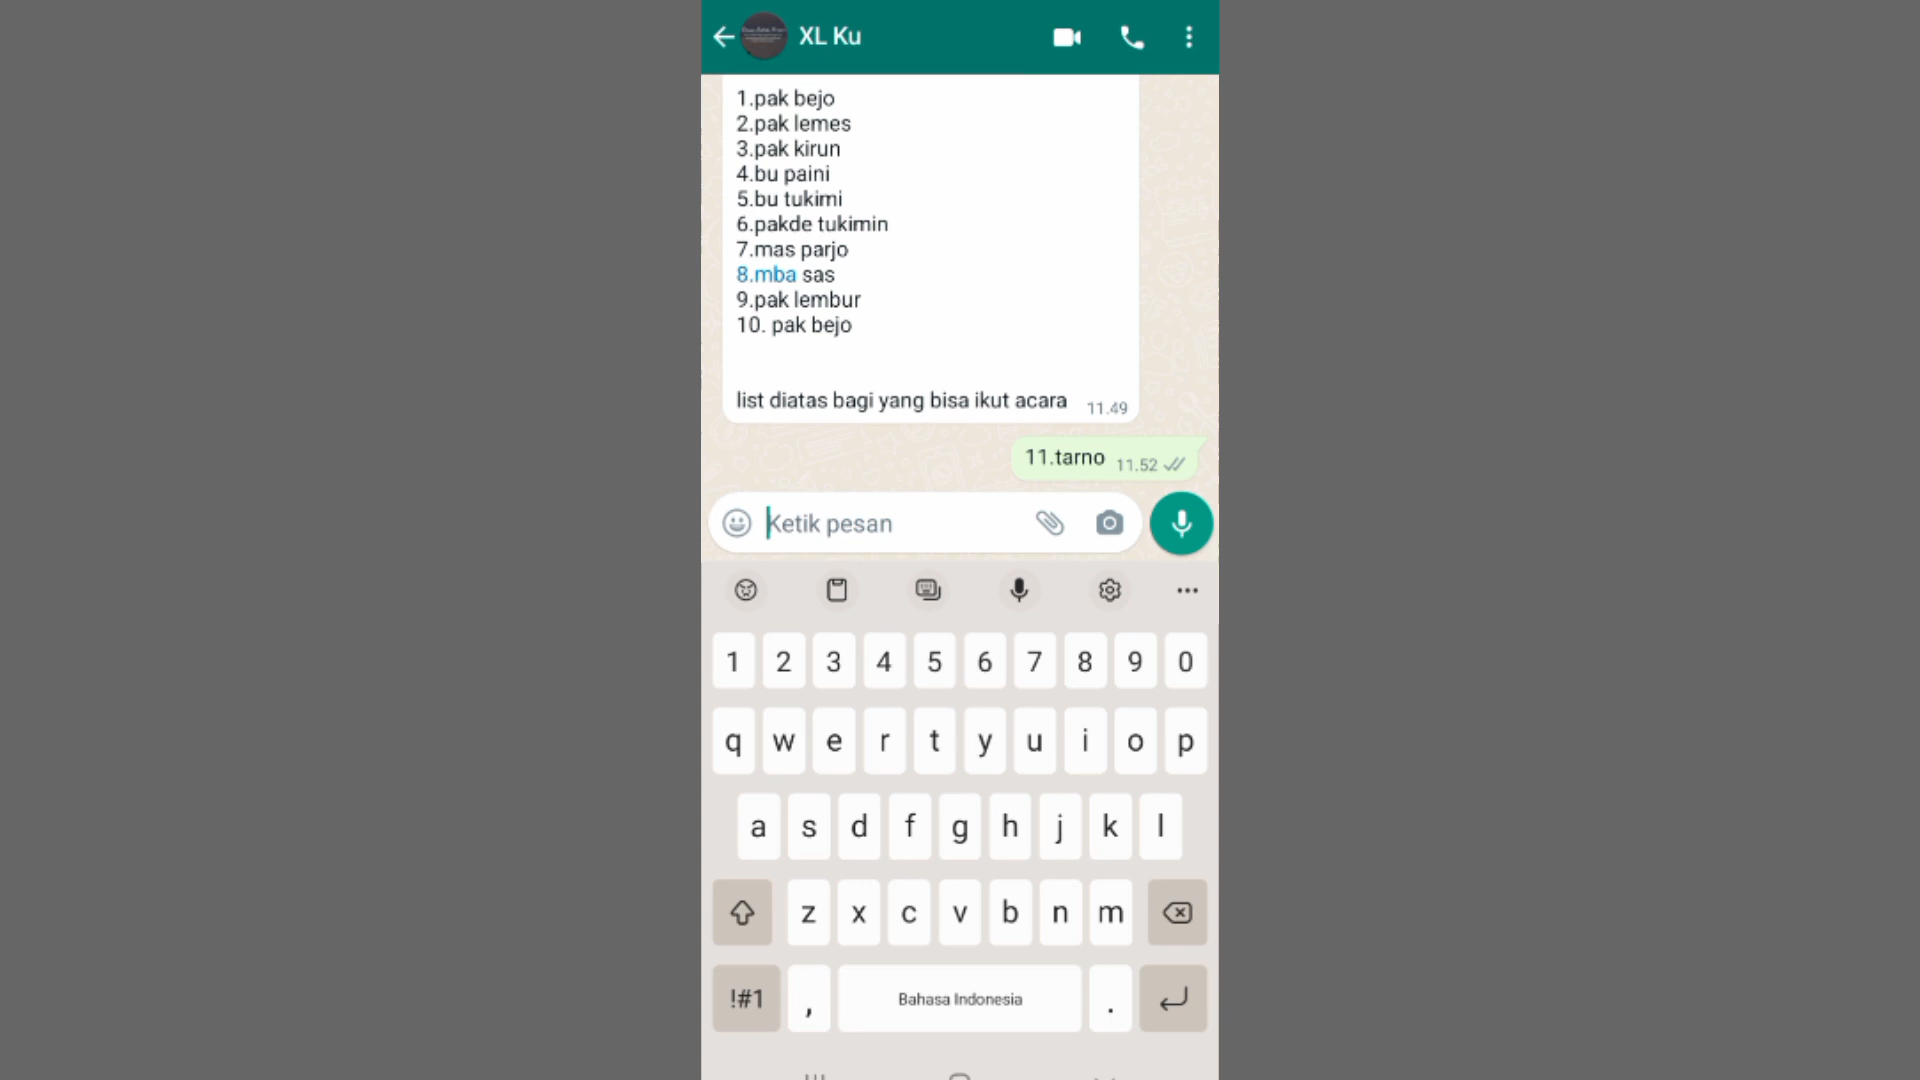 XL Ku
1.pak bejo
2.pak lemes
3.pak kirun
4.bu paini
5.bu tukimi
6.pakde tukimin
7.mas parjo
8.mba sas
9.pak lembur
10. pak bejo
list diatas bagi yang bisa ikut acara 11.49
11.tarno 11.52
Ketik pesan
1 2 3 4 5 6 7 8 9 0
q w e r t y u i o p
a s d f g h j k l
z x c v b n m
!#1 , Bahasa Indonesia .